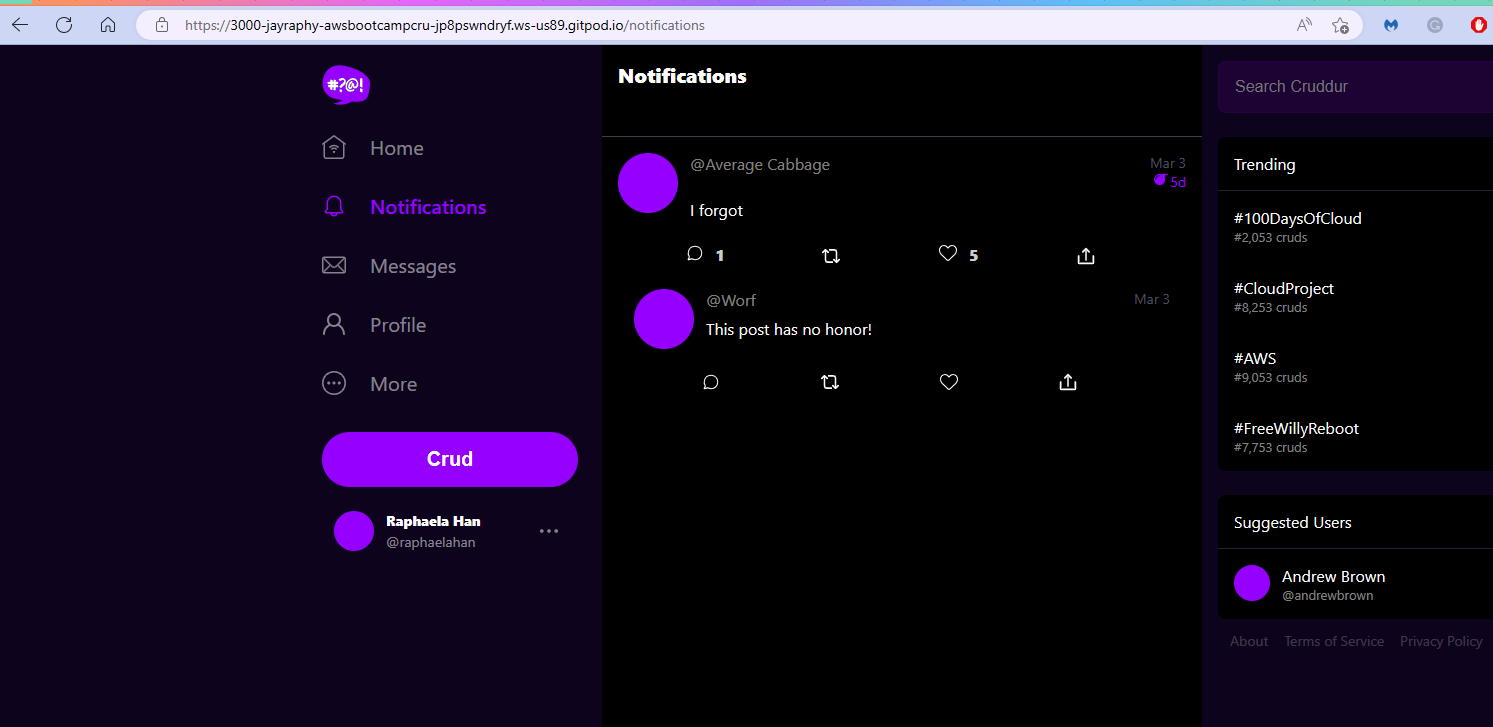 https://3000-jayraphy-awsbootcampcru-jp8pswndryf.ws-us89.gitpod.io/notifications
#?@!
Home
Notifications
Messages
Profile
More
Crud
Raphaela Han
@raphaelahan
Notifications
@Average Cabbage
Mar 3
5d
I forgot
1
5
@Worf
Mar 3
This post has no honor!
Search Cruddur
Trending
#100DaysOfCloud
#2,053 cruds
#CloudProject
#8,253 cruds
#AWS
#9,053 cruds
#FreeWillyReboot
#7,753 cruds
Suggested Users
Andrew Brown
@andrewbrown
About Terms of Service Privacy Policy